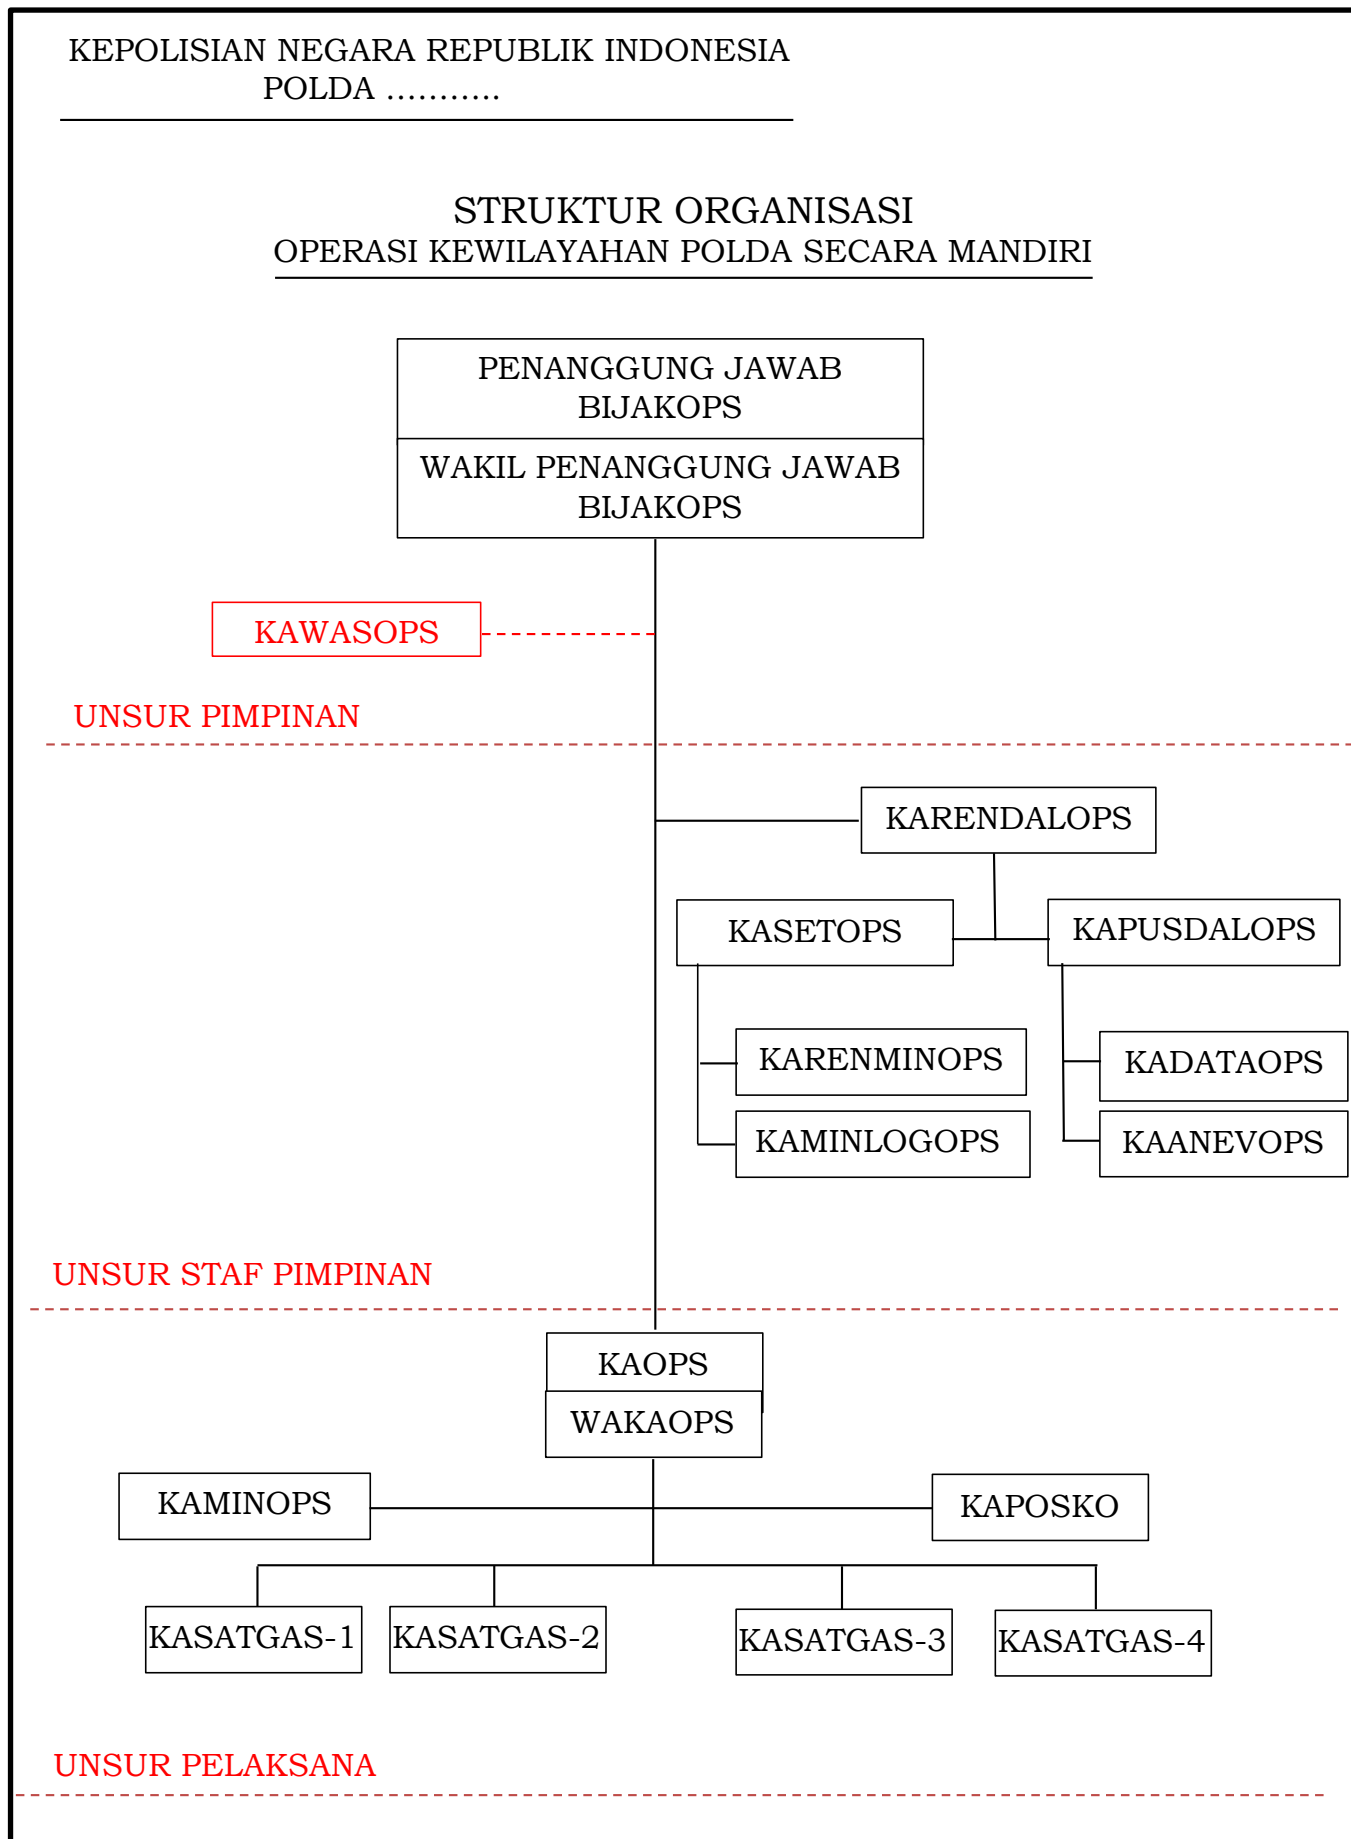 KEPOLISIAN NEGARA REPUBLIK INDONESIA
POLDA ...........
STRUKTUR ORGANISASI
OPERASI KEWILAYAHAN POLDA SECARA MANDIRI
PENANGGUNG JAWAB
BIJAKOPS
WAKIL PENANGGUNG JAWAB
BIJAKOPS
KAWASOPS
UNSUR PIMPINAN
KARENDALOPS
KASETOPS
KAPUSDALOPS
KARENMINOPS
KADATAOPS
KAMINLOGOPS
KAANEVOPS
UNSUR STAF PIMPINAN
KAOPS
WAKAOPS
KAMINOPS
KAPOSKO
KASATGAS-1
KASATGAS-2
KASATGAS-3
KASATGAS-4
UNSUR PELAKSANA